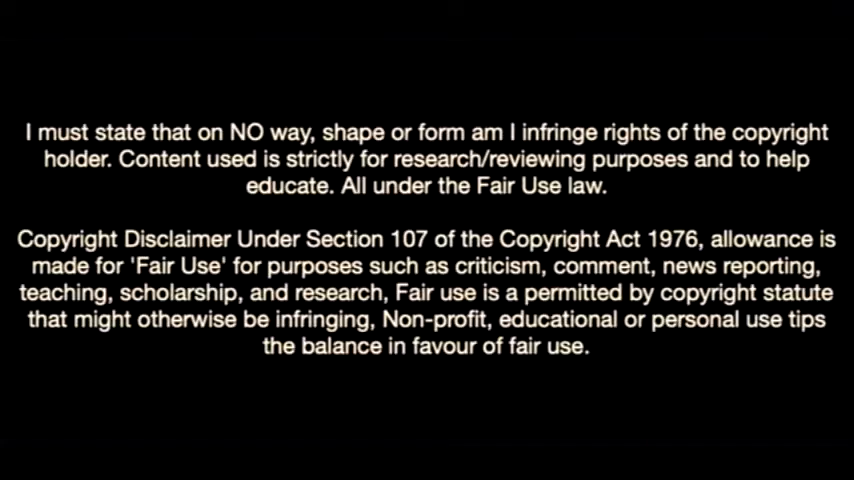 I must state that on NO way, shape or form am I infringe rights of the copyright
holder. Content used is strictly for research/reviewing purposes and to help
educate. All under the Fair Use law.
Copyright Disclaimer Under Section 107 of the Copyright Act 1976, allowance is
made for 'Fair Use' for purposes such as criticism, comment, news reporting,
teaching, scholarship, and research, Fair use is a permitted by copyright statute
that might otherwise be infringing, Non-profit, educational or personal use tips
the balance in favour of fair use.